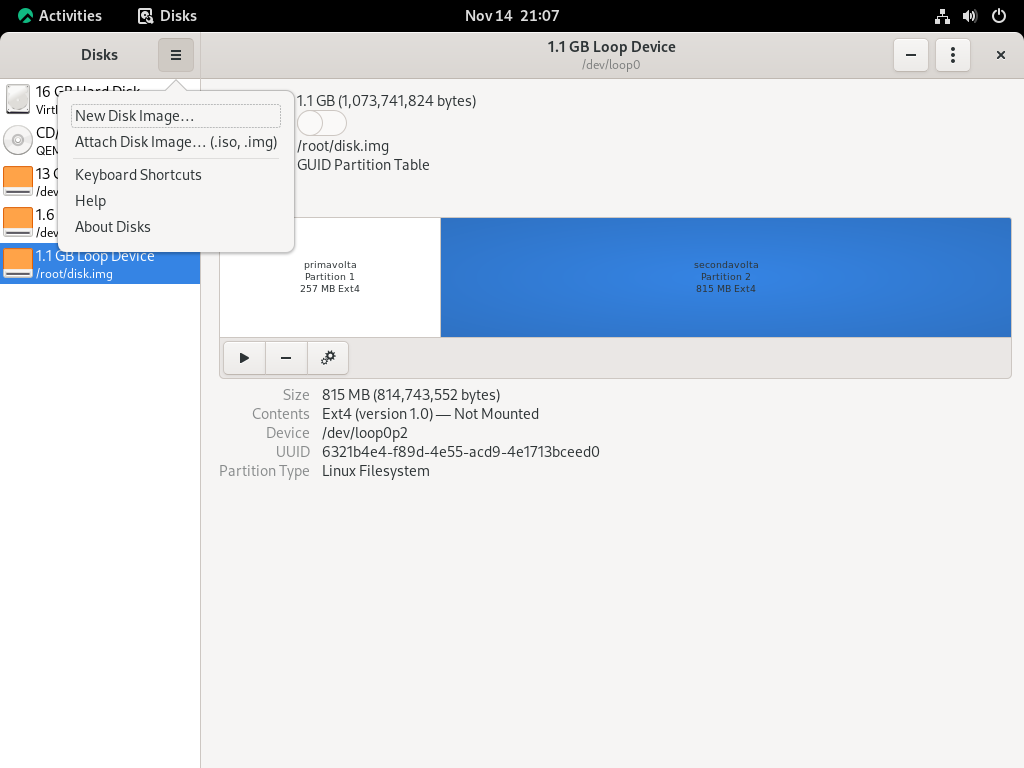 Activities
Disks
Nov 14 21:07
Disks
1.1 GB Loop Device
/dev/loop0
16 GB Hard Disk
CD/
QEM
13
/dev
1.6
/dev
1.1 GB Loop Device
/root/disk.img
New Disk Image…
Attach Disk Image… (.iso, .img)
Keyboard Shortcuts
Help
About Disks
1.1 GB (1,073,741,824 bytes)
/root/disk.img
GUID Partition Table
primavolta
Partition 1
257 MB Ext4
secondavolta
Partition 2
815 MB Ext4
Size 815 MB (814,743,552 bytes)
Contents Ext4 (version 1.0) — Not Mounted
Device /dev/loop0p2
UUID 6321b4e4-f89d-4e55-acd9-4e1713bceed0
Partition Type Linux Filesystem